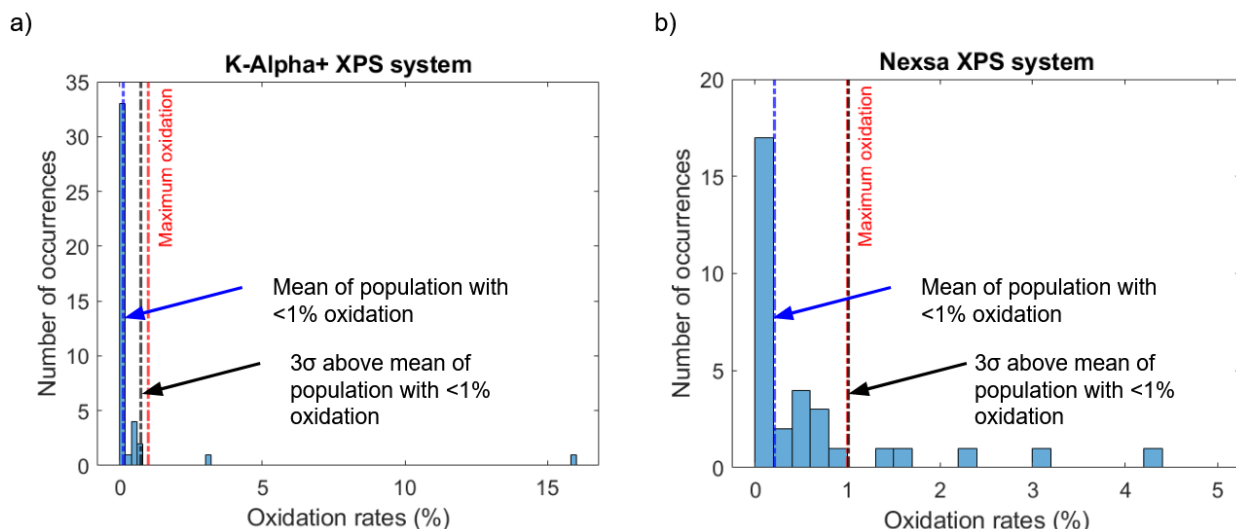 a)
K-Alpha+ XPS system
35
30
25
20
15
10
5
0
Number of occurrences
Maximum oxidation
Mean of population with
<1% oxidation
3σ above mean of
population with <1%
oxidation
0 5 10 15
Oxidation rates (%)
b)
Nexsa XPS system
20
15
10
5
0
Number of occurrences
Maximum oxidation
Mean of population with
<1% oxidation
3σ above mean of
population with <1%
oxidation
0 1 2 3 4 5
Oxidation rates (%)